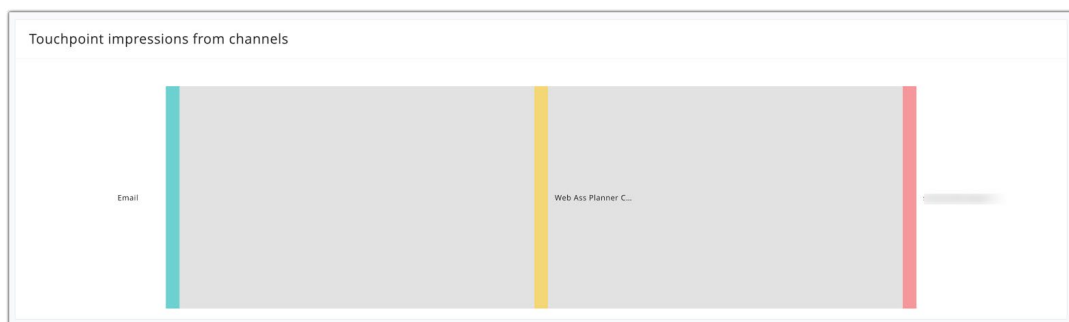 Touchpoint impressions from channels
Email
Web Ass Planner C...